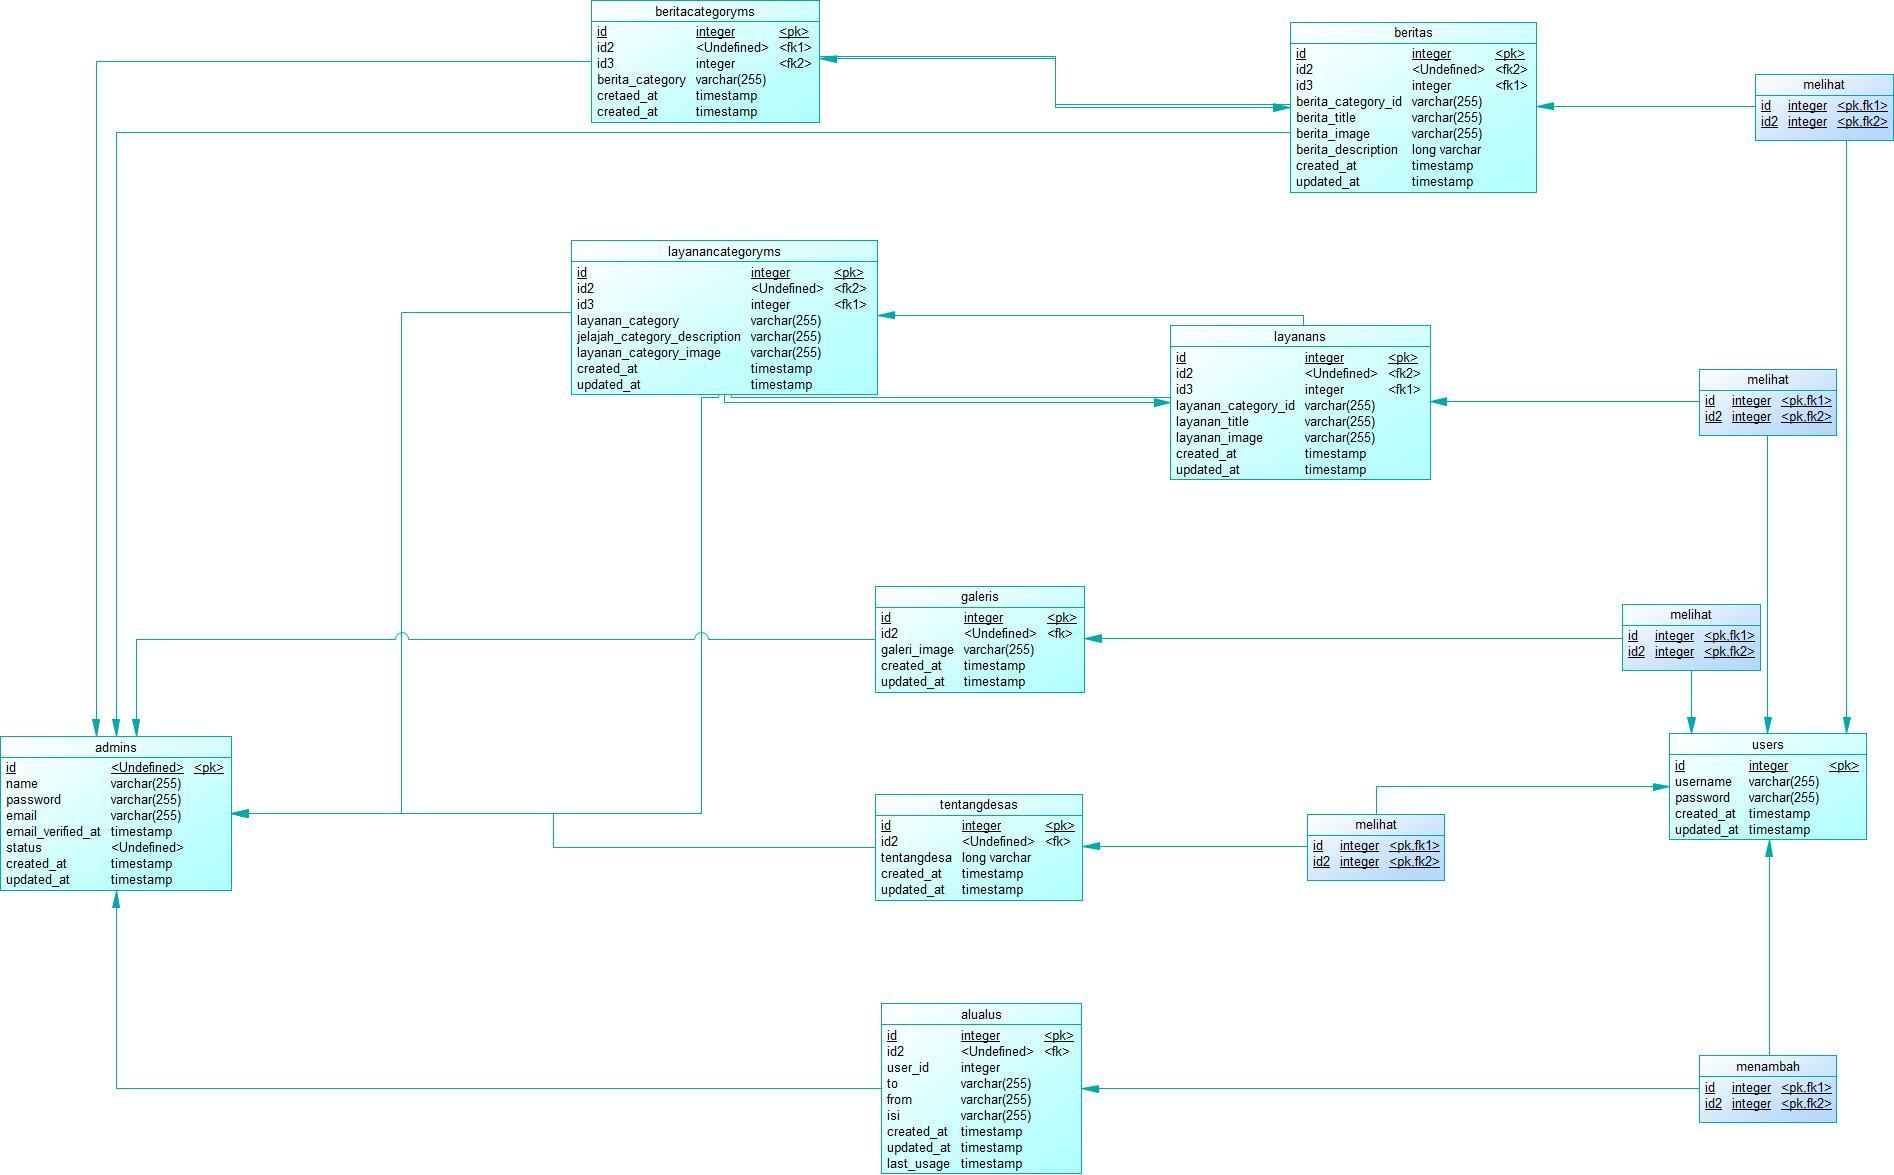 beritacategoryms
id integer <pk>
id2 <Undefined> <fk1>
id3 integer <fk2>
berita_category varchar(255)
cretaed_at timestamp
created_at timestamp
beritas
id integer <pk>
id2 <Undefined> <fk2>
id3 integer <fk1>
berita_category_id varchar(255)
berita_title varchar(255)
berita_image varchar(255)
berita_description long varchar
created_at timestamp
updated_at timestamp
melihat
id integer <pk,fk1>
id2 integer <pk,fk2>
layanancategoryms
id integer <pk>
id2 <Undefined> <fk2>
id3 integer <fk1>
layanan_category varchar(255)
jelajah_category_description varchar(255)
layanan_category_image varchar(255)
created_at timestamp
updated_at timestamp
layanans
id integer <pk>
id2 <Undefined> <fk2>
id3 integer <fk1>
layanan_category_id varchar(255)
layanan_title varchar(255)
layanan_image varchar(255)
created_at timestamp
updated_at timestamp
melihat
id integer <pk,fk1>
id2 integer <pk,fk2>
galeris
id integer <pk>
id2 <Undefined> <fk>
galeri_image varchar(255)
created_at timestamp
updated_at timestamp
melihat
id integer <pk,fk1>
id2 integer <pk,fk2>
admins
id <Undefined> <pk>
name varchar(255)
password varchar(255)
email varchar(255)
email_verified_at timestamp
status <Undefined>
created_at timestamp
updated_at timestamp
users
id integer <pk>
username varchar(255)
password varchar(255)
created_at timestamp
updated_at timestamp
tentangdesas
id integer <pk>
id2 <Undefined> <fk>
tentangdesa long varchar
created_at timestamp
updated_at timestamp
melihat
id integer <pk,fk1>
id2 integer <pk,fk2>
alualus
id integer <pk>
id2 <Undefined> <fk>
user_id integer
to varchar(255)
from varchar(255)
isi varchar(255)
created_at timestamp
updated_at timestamp
last_usage timestamp
menambah
id integer <pk,fk1>
id2 integer <pk,fk2>